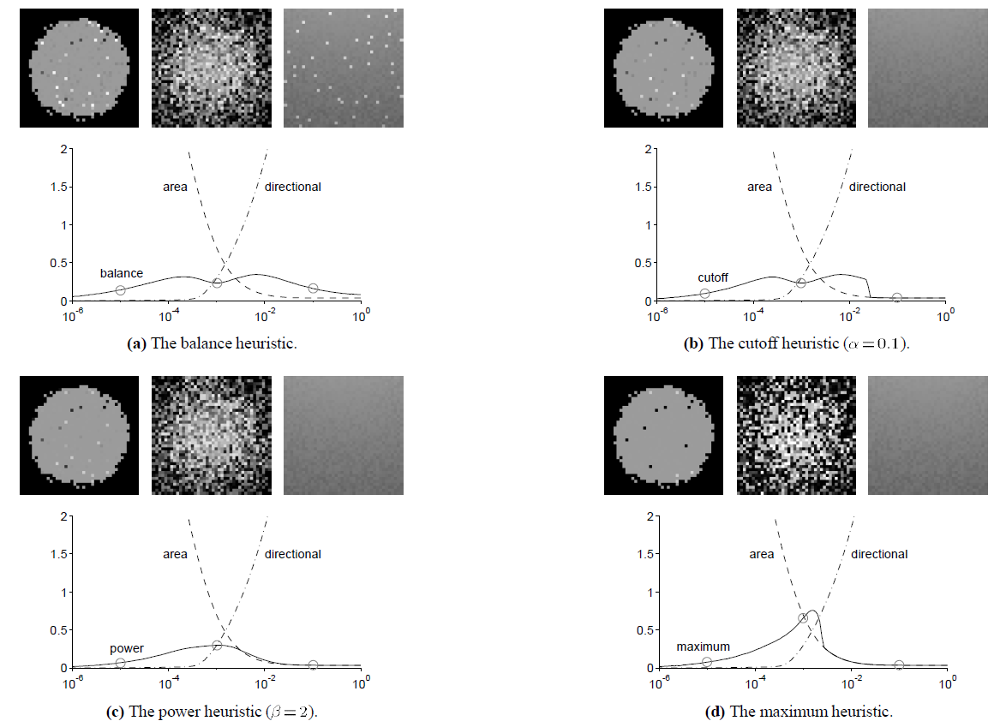 2
1.5
1
0.5
0
area
directional
balance
10^-6
10^-4
10^-2
10^0
(a) The balance heuristic.
2
1.5
1
0.5
0
area
directional
cutoff
10^-6
10^-4
10^-2
10^0
(b) The cutoff heuristic (α = 0.1).
2
1.5
1
0.5
0
area
directional
power
10^-6
10^-4
10^-2
10^0
(c) The power heuristic (β = 2).
2
1.5
1
0.5
0
area
directional
maximum
10^-6
10^-4
10^-2
10^0
(d) The maximum heuristic.